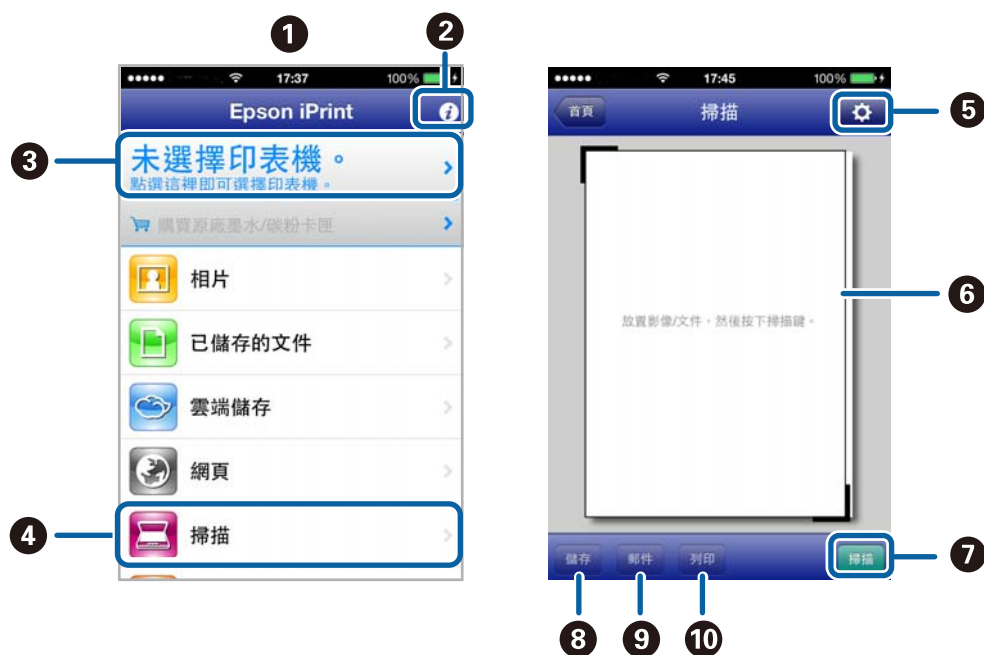 1
2
17:37
100%
Epson iPrint
3
未選擇印表機。
點選這裡即可選擇印表機。
購買原廠墨水/碳粉卡匣
相片
已儲存的文件
雲端儲存
網頁
4
掃描
17:45
100%
首頁
掃描
5
放置影像/文件，然後按下掃描鍵。
6
儲存
郵件
列印
掃描
7
8
9
10